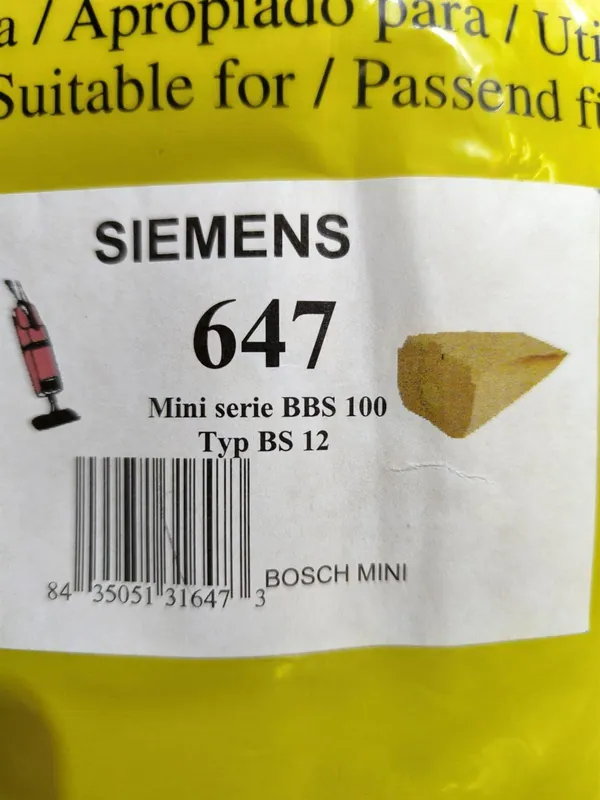 a / Apropiado para / Uti
Suitable for / Passend fü
SIEMENS
647
Mini serie BBS 100
Typ BS 12
84 35051 31647 3
BOSCH MINI